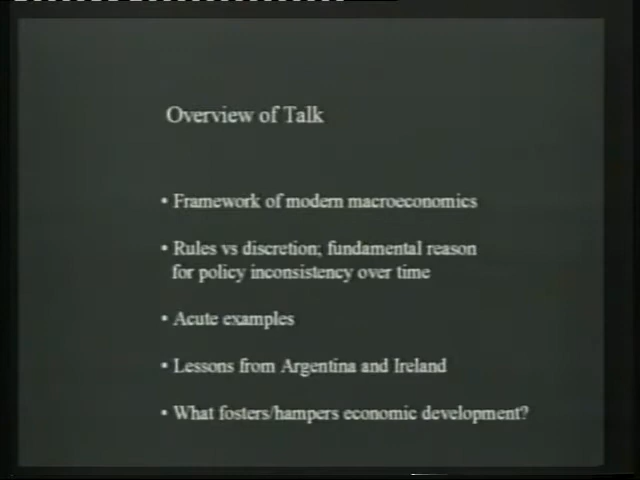 Overview of Talk
• Framework of modern macroeconomics
• Rules vs discretion; fundamental reason
for policy inconsistency over time
• Acute examples
• Lessons from Argentina and Ireland
• What fosters/hampers economic development?